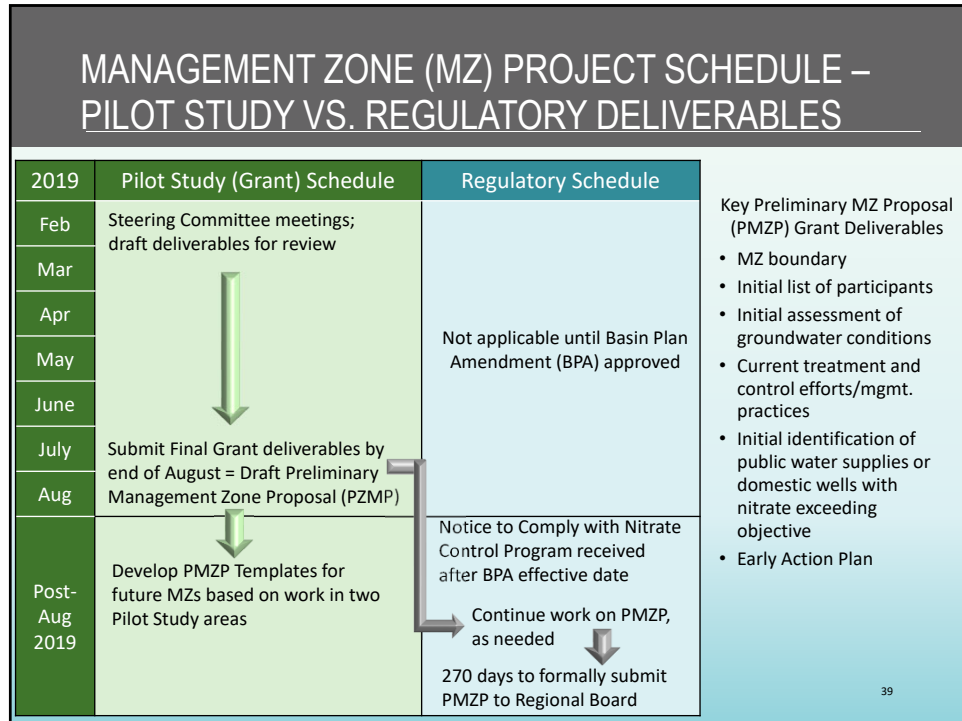 MANAGEMENT ZONE (MZ) PROJECT SCHEDULE –
PILOT STUDY VS. REGULATORY DELIVERABLES
2019
Pilot Study (Grant) Schedule
Regulatory Schedule
Feb
Mar
Apr
May
June
July
Aug
Post-
Aug
2019
Steering Committee meetings;
draft deliverables for review
Submit Final Grant deliverables by
end of August = Draft Preliminary
Management Zone Proposal (PZMP)
Develop PMZP Templates for
future MZs based on work in two
Pilot Study areas
Not applicable until Basin Plan
Amendment (BPA) approved
Notice to Comply with Nitrate
Control Program received
after BPA effective date
Continue work on PMZP,
as needed
270 days to formally submit
PMZP to Regional Board
Key Preliminary MZ Proposal
(PMZP) Grant Deliverables
• MZ boundary
• Initial list of participants
• Initial assessment of
groundwater conditions
• Current treatment and
control efforts/mgmt.
practices
• Initial identification of
public water supplies or
domestic wells with
nitrate exceeding
objective
• Early Action Plan
39